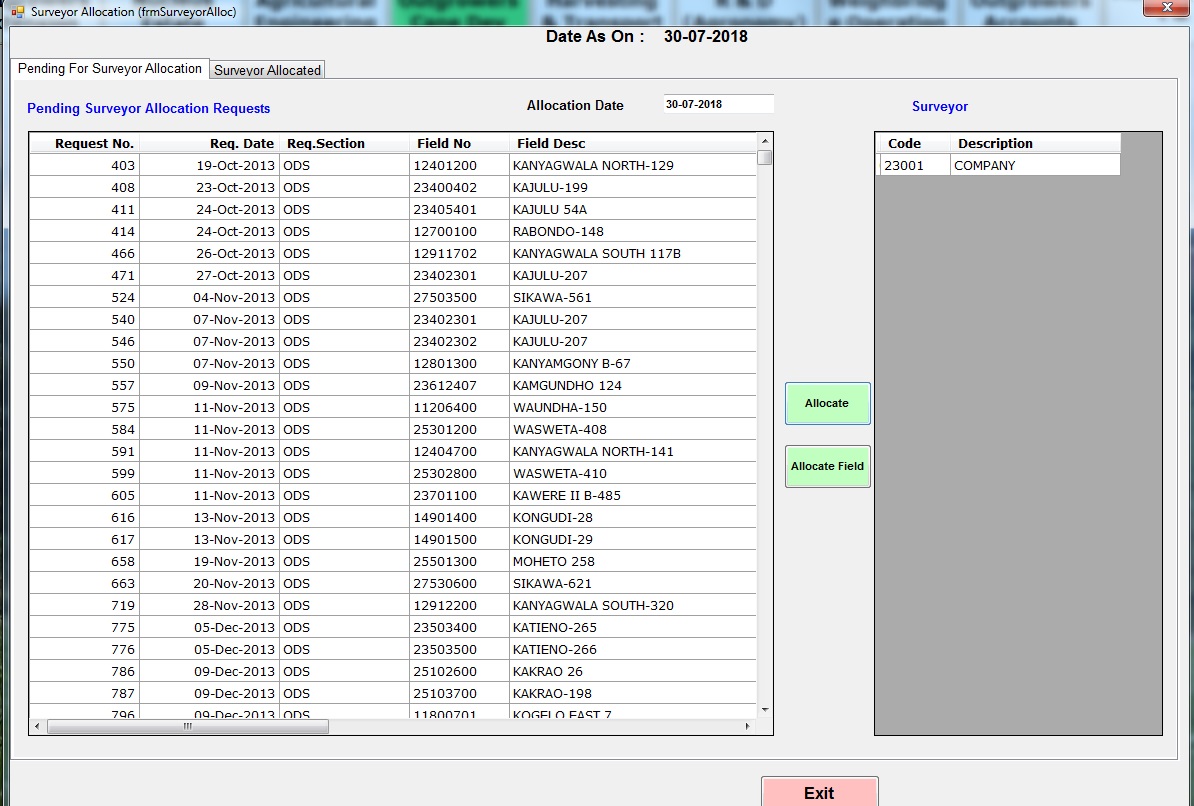 Surveyor Allocation (frmSurveyorAlloc)
Agricultural Outgrowers Harvesting R & D Weighbridg Outgrowers
Engineering Cane Dev & Transport (Agronomy) e Operation Accounts
Date As On : 30-07-2018
Pending For Surveyor Allocation Surveyor Allocated
Pending Surveyor Allocation Requests Allocation Date 30-07-2018 Surveyor
Request No. Req. Date Req.Section Field No Field Desc Code Description
403 19-Oct-2013 ODS 12401200 KANYAGWALA NORTH-129 23001 COMPANY
408 23-Oct-2013 ODS 23400402 KAJULU-199
411 24-Oct-2013 ODS 23405401 KAJULU 54A
414 24-Oct-2013 ODS 12700100 RABONDO-148
466 26-Oct-2013 ODS 12911702 KANYAGWALA SOUTH 117B
471 27-Oct-2013 ODS 23402301 KAJULU-207
524 04-Nov-2013 ODS 27503500 SIKAWA-561
540 07-Nov-2013 ODS 23402301 KAJULU-207
546 07-Nov-2013 ODS 23402302 KAJULU-207
550 07-Nov-2013 ODS 12801300 KANYAMGONY B-67
557 09-Nov-2013 ODS 23612407 KAMGUNDHO 124
575 11-Nov-2013 ODS 11206400 WAUNDHA-150
Allocate
584 11-Nov-2013 ODS 25301200 WASWETA-408
591 11-Nov-2013 ODS 12404700 KANYAGWALA NORTH-141
599 11-Nov-2013 ODS 25302800 WASWETA-410
Allocate Field
605 11-Nov-2013 ODS 23701100 KAWERE II B-485
616 13-Nov-2013 ODS 14901400 KONGUDI-28
617 13-Nov-2013 ODS 14901500 KONGUDI-29
658 19-Nov-2013 ODS 25501300 MOHETO 258
663 20-Nov-2013 ODS 27530600 SIKAWA-621
719 28-Nov-2013 ODS 12912200 KANYAGWALA SOUTH-320
775 05-Dec-2013 ODS 23503400 KATIENO-265
776 05-Dec-2013 ODS 23503500 KATIENO-266
786 09-Dec-2013 ODS 25102600 KAKRAO 26
787 09-Dec-2013 ODS 25103700 KAKRAO-198
796 09-Dec-2013 ODS 11800701 KOGELO EAST 7
Exit